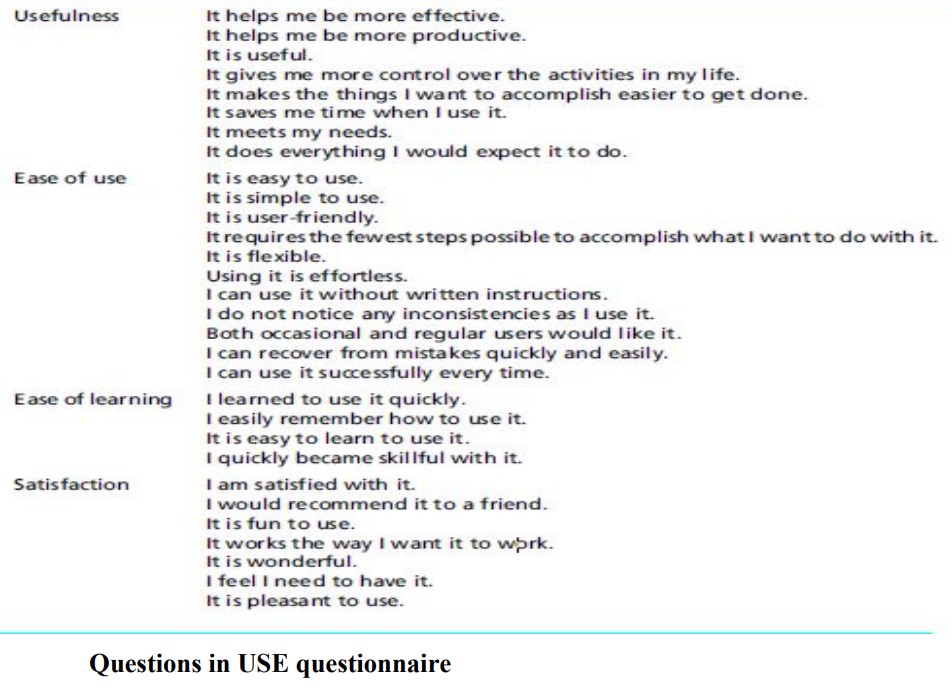 Usefulness It helps me be more effective.
It helps me be more productive.
It is useful.
It gives me more control over the activities in my life.
It makes the things I want to accomplish easier to get done.
It saves me time when I use it.
It meets my needs.
It does everything I would expect it to do.
Ease of use It is easy to use.
It is simple to use.
It is user-friendly.
It requires the fewest steps possible to accomplish what I want to do with it.
It is flexible.
Using it is effortless.
I can use it without written instructions.
I do not notice any inconsistencies as I use it.
Both occasional and regular users would like it.
I can recover from mistakes quickly and easily.
I can use it successfully every time.
Ease of learning I learned to use it quickly.
I easily remember how to use it.
It is easy to learn to use it.
I quickly became skillful with it.
Satisfaction I am satisfied with it.
I would recommend it to a friend.
It is fun to use.
It works the way I want it to work.
It is wonderful.
I feel I need to have it.
It is pleasant to use.
Questions in USE questionnaire